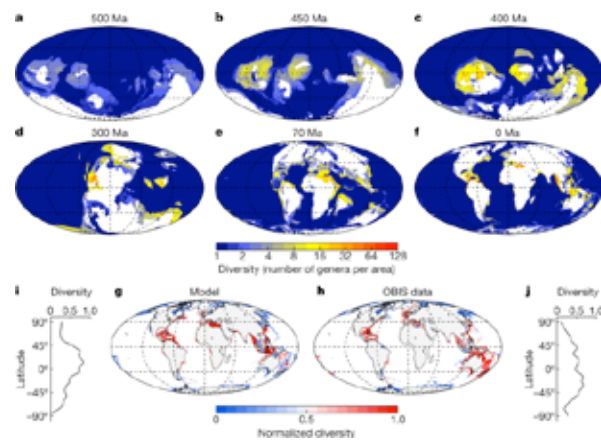 a 500 Ma b 450 Ma c 400 Ma
d 300 Ma e 70 Ma f 0 Ma
1 2 4 8 16 32 64 128
Diversity (number of genera per area)
i Diversity g Model h OBIS data j Diversity
0 0.5 1.0 0 0.5 1.0
90° 90°
45° 45°
Latitude 0° Latitude 0°
−45° −45°
−90° −90°
0 0.5 1.0
Normalized diversity